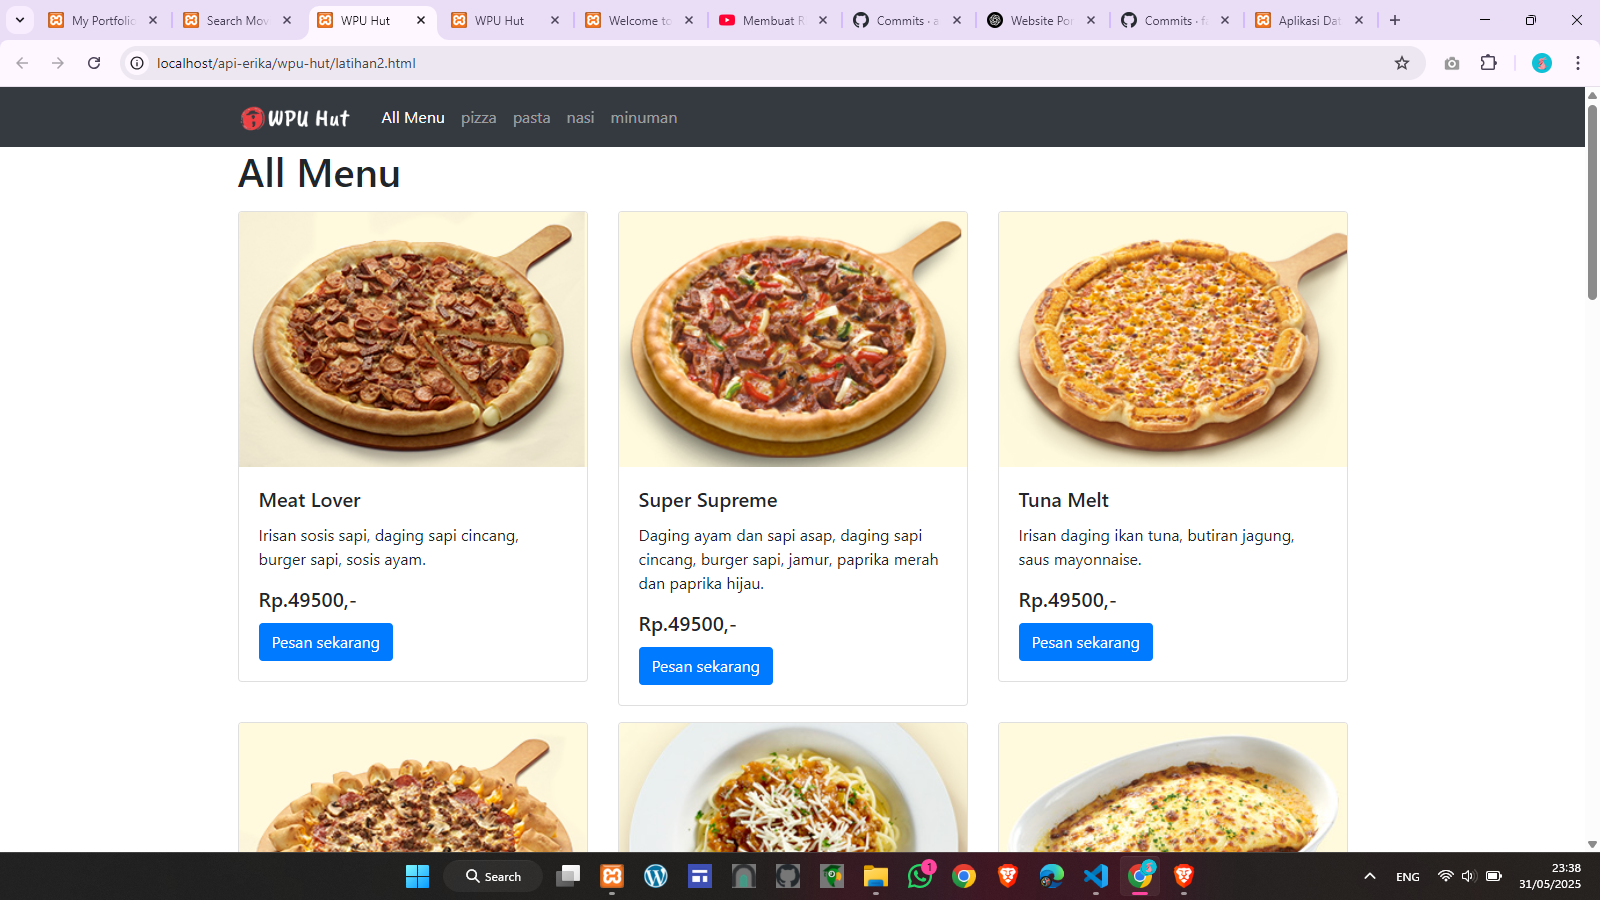 My Portfolio
Search Mov
WPU Hut
WPU Hut
Welcome to
Membuat R
Commits · a
Website Por
Commits · f
Aplikasi Dat
localhost/api-erika/wpu-hut/latihan2.html
WPU Hut
All Menu
pizza
pasta
nasi
minuman
All Menu
Meat Lover
Irisan sosis sapi, daging sapi cincang,
burger sapi, sosis ayam.
Rp.49500,-
Pesan sekarang
Super Supreme
Daging ayam dan sapi asap, daging sapi
cincang, burger sapi, jamur, paprika merah
dan paprika hijau.
Rp.49500,-
Pesan sekarang
Tuna Melt
Irisan daging ikan tuna, butiran jagung,
saus mayonnaise.
Rp.49500,-
Pesan sekarang
Search
1
3
ENG
23:38
31/05/2025